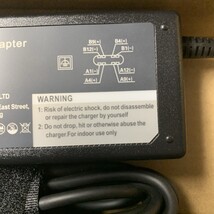 apter
B9(+) B4(+)
B12(-) B1(-)
A1(-) A12(-)
A4(+) A9(+)
LTD
East Street,
WARNING
1: Risk of electric shock, do not disassemble
or repair the charger by yourself.
2: Do not drop, hit or otherwise abuse the
charger.For indoor use only